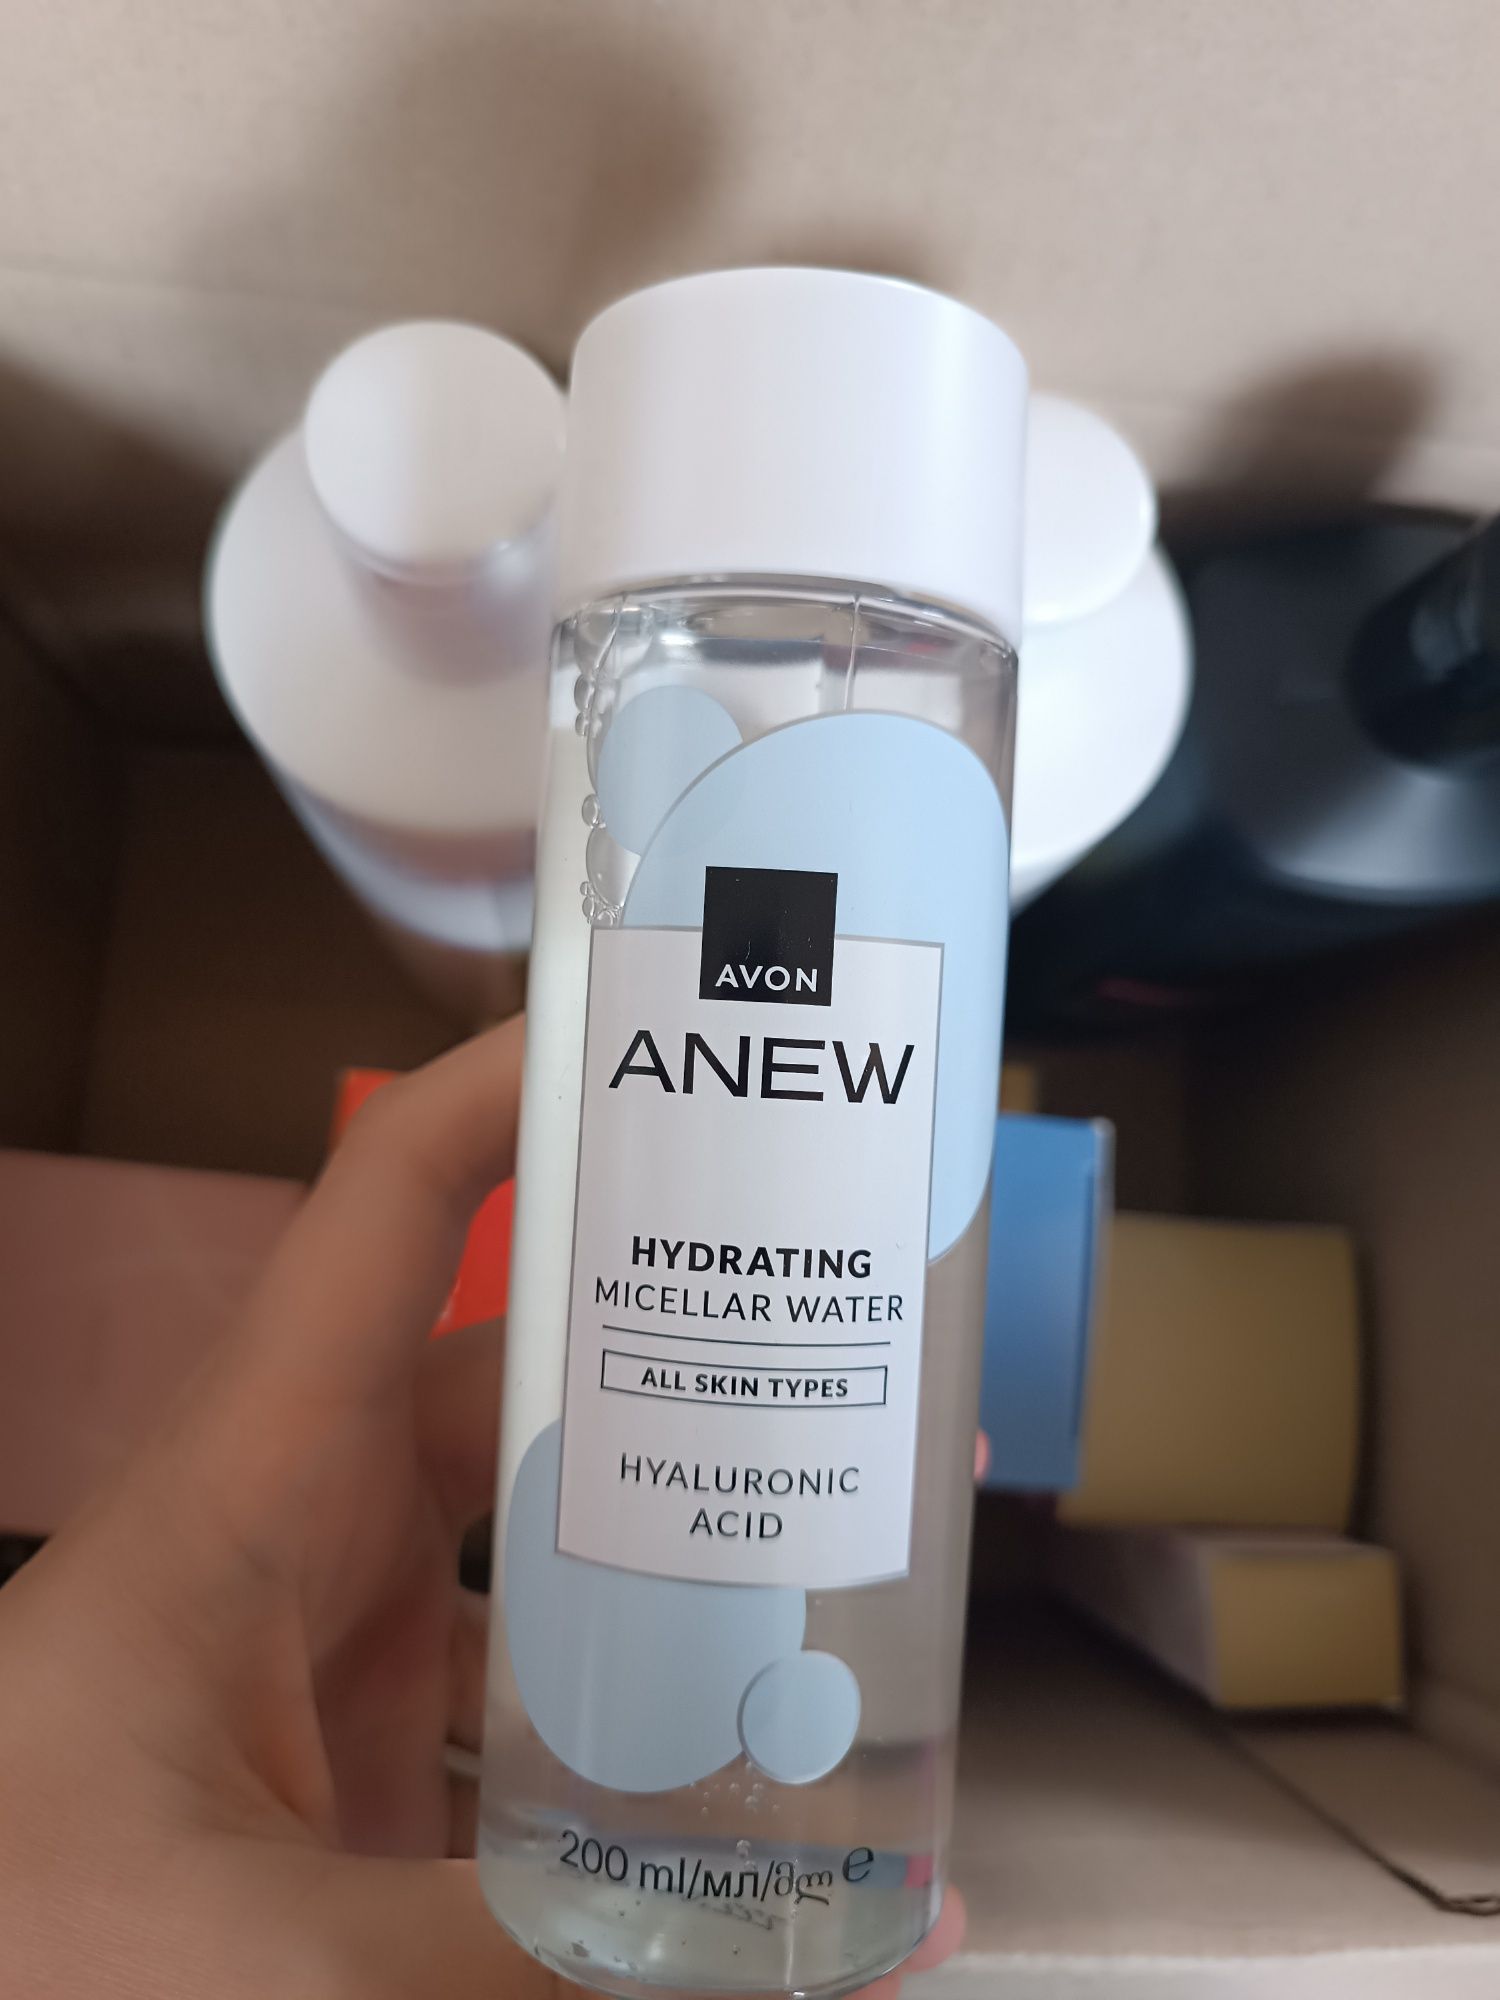 AVON
ANEW
HYDRATING
MICELLAR WATER
ALL SKIN TYPES
HYALURONIC
ACID
200 ml/мл/მლ ℮